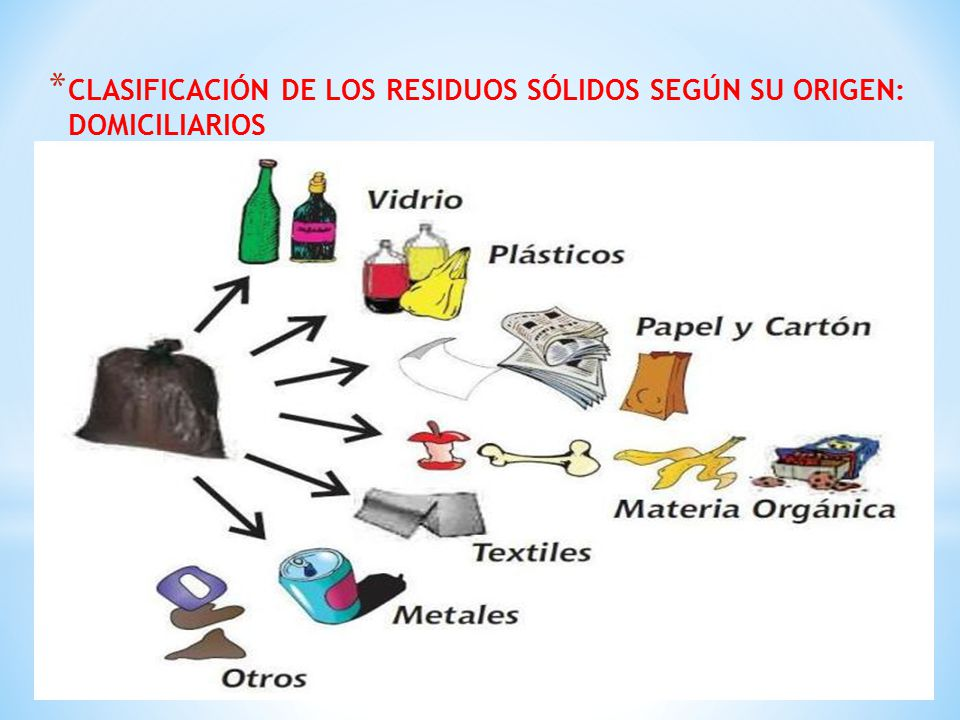 * CLASIFICACIÓN DE LOS RESIDUOS SÓLIDOS SEGÚN SU ORIGEN:
DOMICILIARIOS
Vidrio
Plásticos
Papel y Cartón
Materia Orgánica
Textiles
Metales
Otros